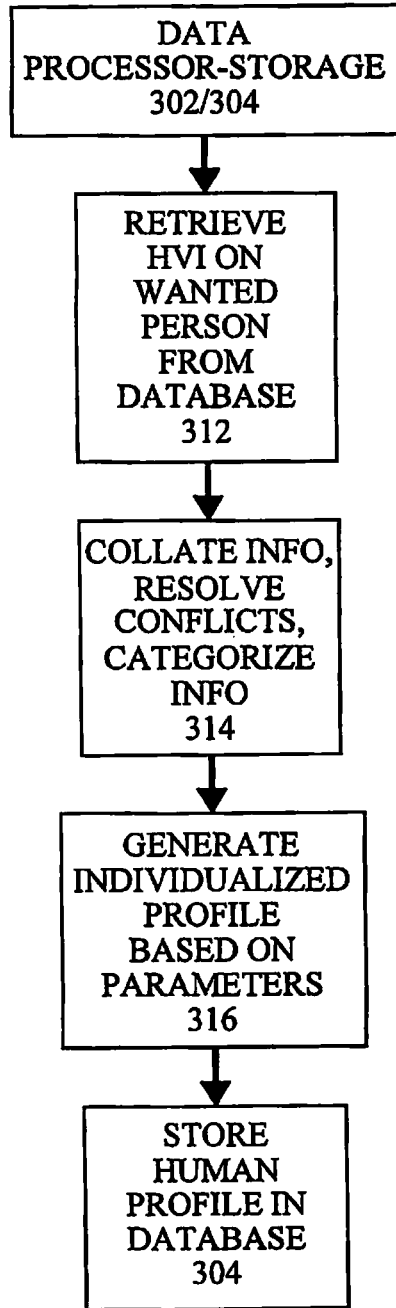 DATA
PROCESSOR-STORAGE
302/304
RETRIEVE
HVI ON
WANTED
PERSON
FROM
DATABASE
312
COLLATE INFO,
RESOLVE
CONFLICTS,
CATEGORIZE
INFO
314
GENERATE
INDIVIDUALIZED
PROFILE
BASED ON
PARAMETERS
316
STORE
HUMAN
PROFILE IN
DATABASE
304